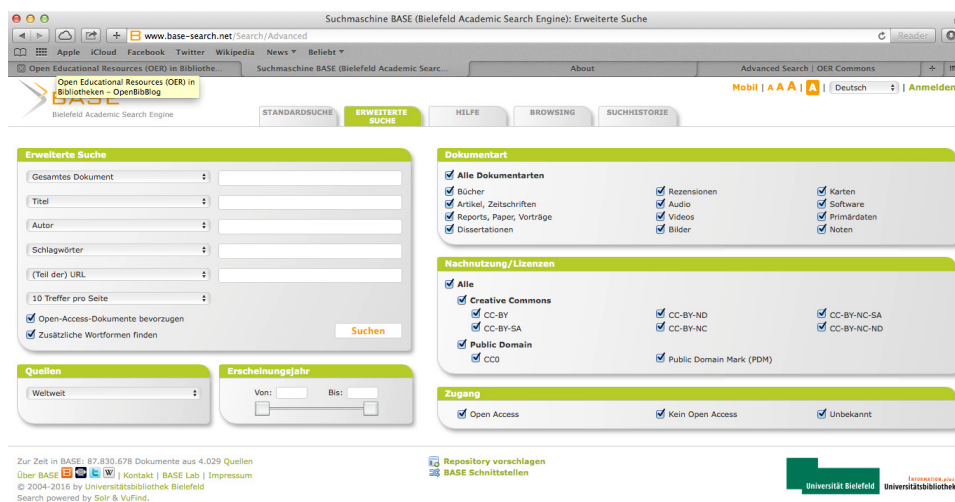 Suchmaschine BASE (Bielefeld Academic Search Engine): Erweiterte Suche
www.base-search.net/Search/Advanced
Reader
Apple iCloud Facebook Twitter Wikipedia News Beliebt
Open Educational Resources (OER) in Bibliothe...
Suchmaschine BASE (Bielefeld Academic Searc...
About
Advanced Search | OER Commons
Open Educational Resources (OER) in
Bibliotheken – OpenBibBlog
Mobil | A A A | A | Deutsch | Anmelden
BASE
Bielefeld Academic Search Engine
STANDARDSUCHE
ERWEITERTE
SUCHE
HILFE
BROWSING
SUCHHISTORIE
Erweiterte Suche
Gesamtes Dokument
Titel
Autor
Schlagwörter
(Teil der) URL
10 Treffer pro Seite
Open-Access-Dokumente bevorzugen
Zusätzliche Wortformen finden
Suchen
Quellen
Weltweit
Erscheinungsjahr
Von: Bis:
Dokumentart
Alle Dokumentarten
Bücher Rezensionen Karten
Artikel, Zeitschriften Audio Software
Reports, Paper, Vorträge Videos Primärdaten
Dissertationen Bilder Noten
Nachnutzung/Lizenzen
Alle
Creative Commons
CC-BY CC-BY-ND CC-BY-NC-SA
CC-BY-SA CC-BY-NC CC-BY-NC-ND
Public Domain
CC0 Public Domain Mark (PDM)
Zugang
Open Access Kein Open Access Unbekannt
Zur Zeit in BASE: 87.830.678 Dokumente aus 4.029 Quellen
Über BASE | Kontakt | BASE Lab | Impressum
© 2004-2016 by Universitätsbibliothek Bielefeld
Search powered by Solr & VuFind.
Repository vorschlagen
BASE Schnittstellen
Universität Bielefeld
Universitätsbibliothek